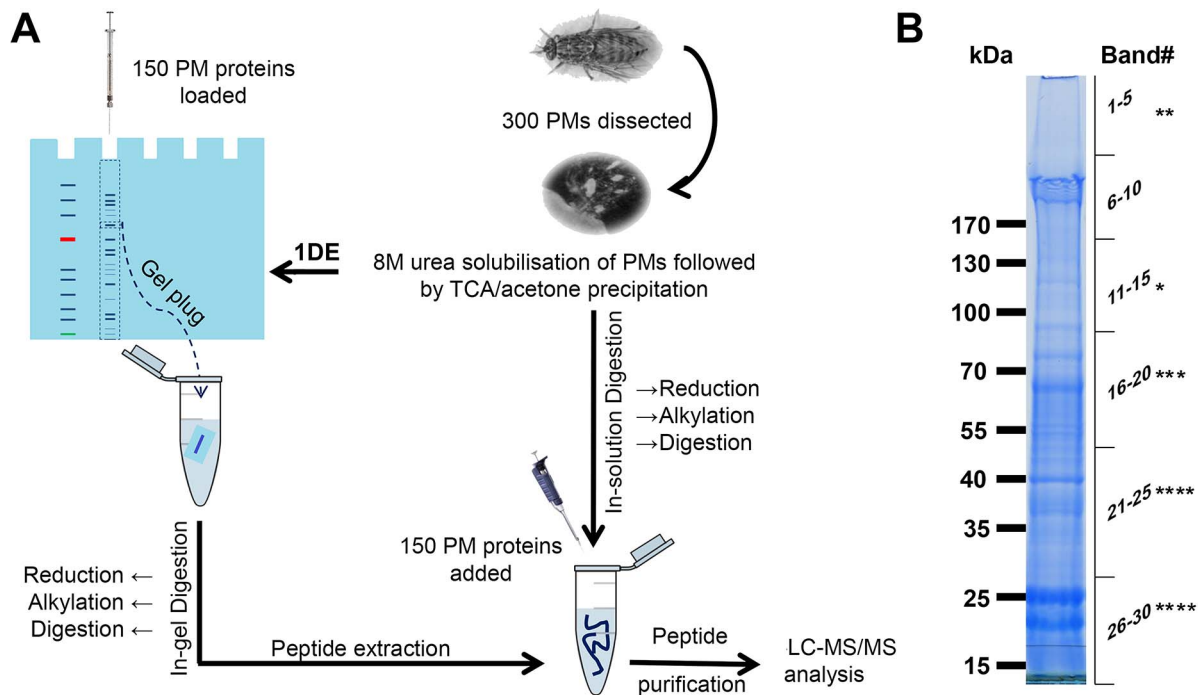 A
150 PM proteins
loaded
300 PMs dissected
8M urea solubilisation of PMs followed
by TCA/acetone precipitation
1DE
Gel plug
In-solution Digestion
→Reduction
→Alkylation
→Digestion
150 PM proteins
added
In-gel Digestion
Reduction ←
Alkylation ←
Digestion ←
Peptide extraction
Peptide
purification
LC-MS/MS
analysis
B
kDa
Band#
1-5 **
6-10
170
130
11-15 *
100
70
16-20 ***
55
40
21-25 ****
35
25
26-30 ****
15